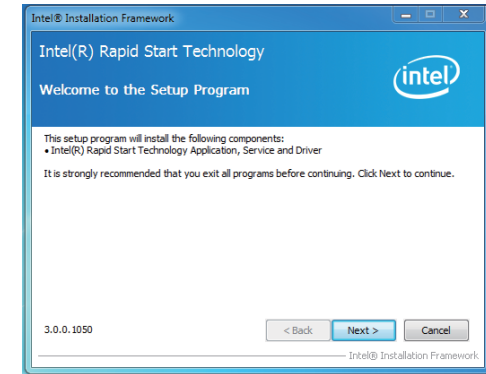 Intel® Installation Framework
Intel(R) Rapid Start Technology
Welcome to the Setup Program
intel
This setup program will install the following components:
• Intel(R) Rapid Start Technology Application, Service and Driver
It is strongly recommended that you exit all programs before continuing. Click Next to continue.
3.0.0.1050
< Back Next > Cancel
Intel® Installation Framework